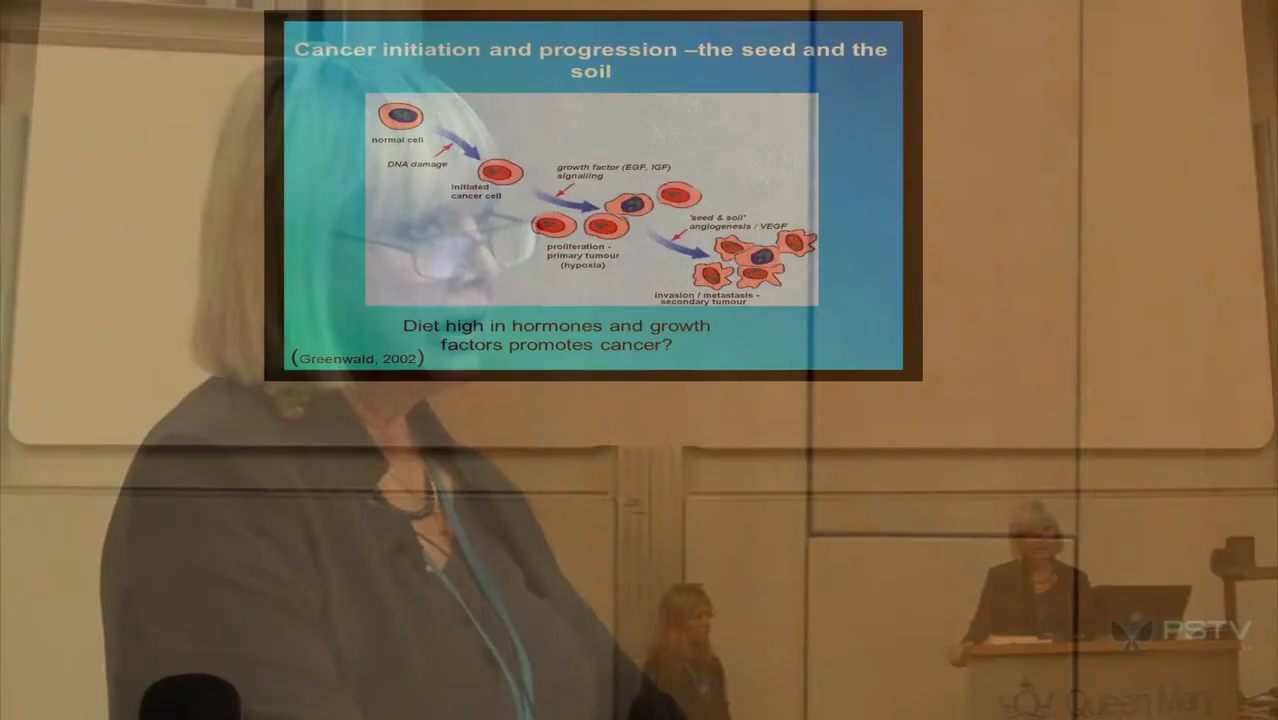 Cancer initiation and progression –the seed and the
soil
normal cell
DNA damage
initiated
cancer cell
growth factor (EGF, IGF)
signalling
proliferation -
primary tumour
(hypoxia)
'seed & soil'
angiogenesis / VEGF
invasion / metastasis -
secondary tumour
Diet high in hormones and growth
factors promotes cancer?
(Greenwald, 2002)
PSTV
Queen Mary